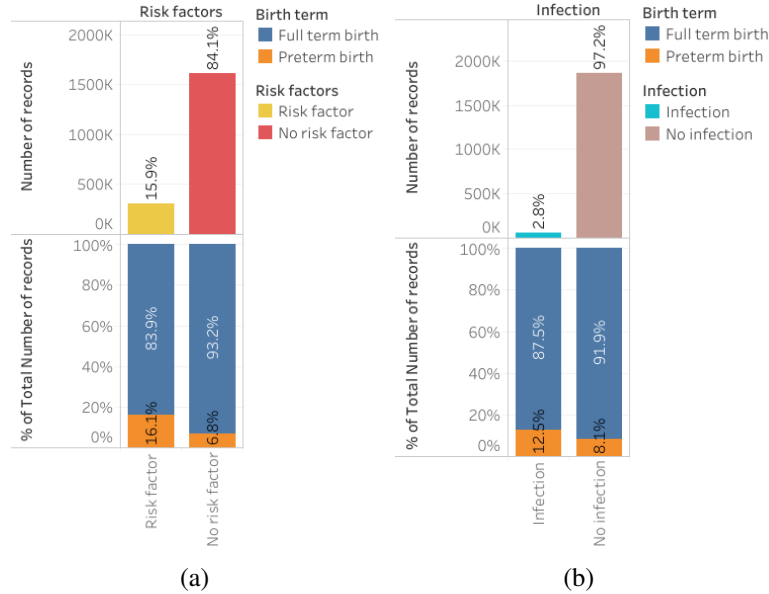 Risk factors
Number of records
2000K
1500K
1000K
500K
0K
15.9%
84.1%
% of Total Number of records
100%
80%
60%
40%
20%
0%
83.9%
16.1%
93.2%
6.8%
Risk factor
No risk factor
Birth term
Full term birth
Preterm birth
Risk factors
Risk factor
No risk factor
(a)
Infection
Number of records
2000K
1500K
1000K
500K
0K
2.8%
97.2%
% of Total Number of records
100%
80%
60%
40%
20%
0%
87.5%
12.5%
91.9%
8.1%
Infection
No infection
Birth term
Full term birth
Preterm birth
Infection
Infection
No infection
(b)